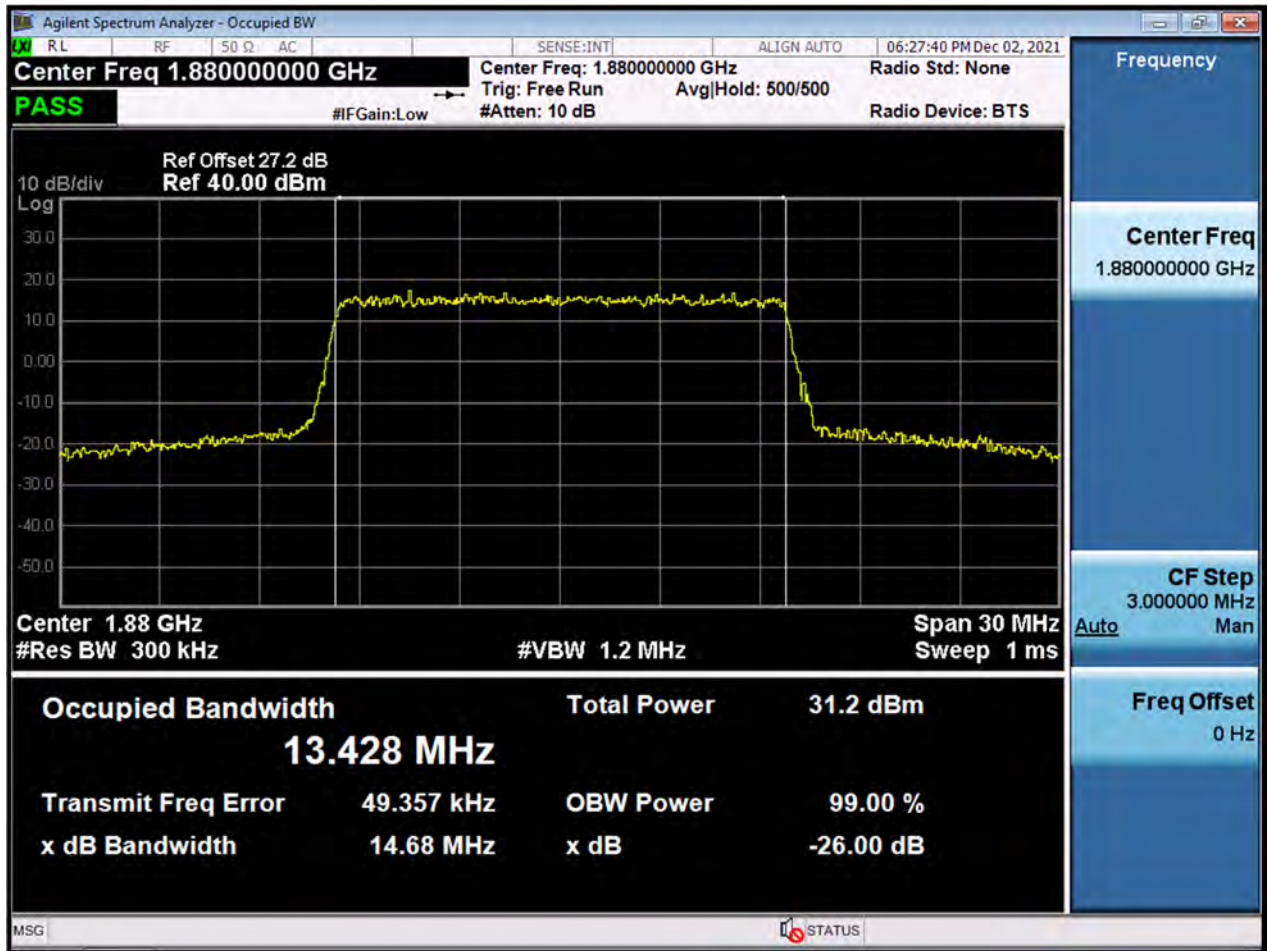 Agilent Spectrum Analyzer - Occupied BW
LXI RL RF 50 Ω AC SENSE:INT ALIGN AUTO 06:27:40 PM Dec 02, 2021
Center Freq 1.880000000 GHz
PASS
#IFGain:Low
Center Freq: 1.880000000 GHz
Trig: Free Run Avg|Hold: 500/500
#Atten: 10 dB
Radio Std: None
Radio Device: BTS
Ref Offset 27.2 dB
10 dB/div Ref 40.00 dBm
Log
30.0
20.0
10.0
0.00
-10.0
-20.0
-30.0
-40.0
-50.0
Center 1.88 GHz Span 30 MHz
#Res BW 300 kHz #VBW 1.2 MHz Sweep 1 ms
Occupied Bandwidth Total Power 31.2 dBm
13.428 MHz
Transmit Freq Error 49.357 kHz OBW Power 99.00 %
x dB Bandwidth 14.68 MHz x dB -26.00 dB
MSG STATUS
Frequency
Center Freq
1.880000000 GHz
CF Step
3.000000 MHz
Auto Man
Freq Offset
0 Hz